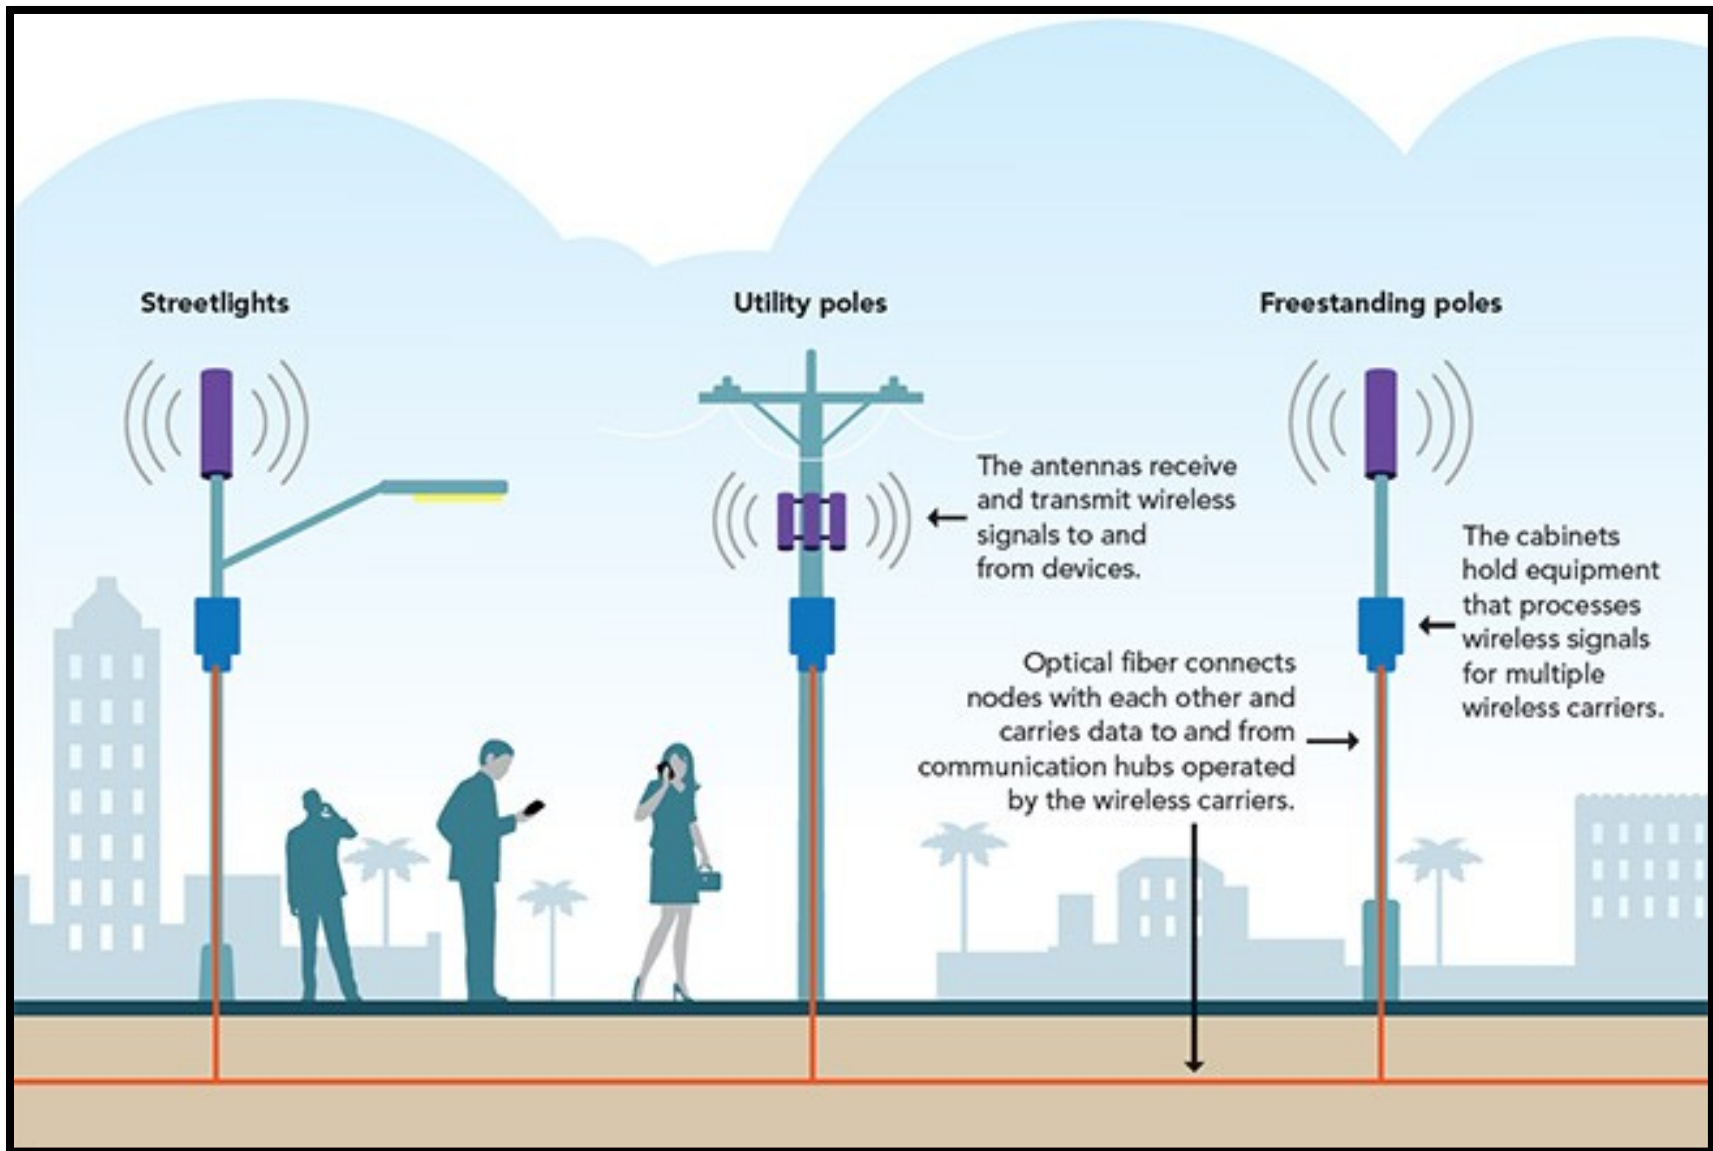 Streetlights
Utility poles
Freestanding poles
The antennas receive
and transmit wireless
signals to and
from devices.
The cabinets
hold equipment
that processes
wireless signals
for multiple
wireless carriers.
Optical fiber connects
nodes with each other and
carries data to and from
communication hubs operated
by the wireless carriers.